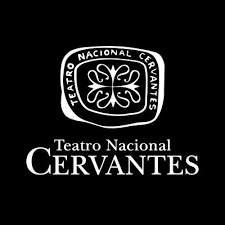 TEATRO NACIONAL CERVANTES
Teatro Nacional
CERVANTES